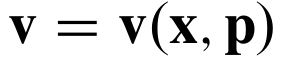 v = v(x, p)